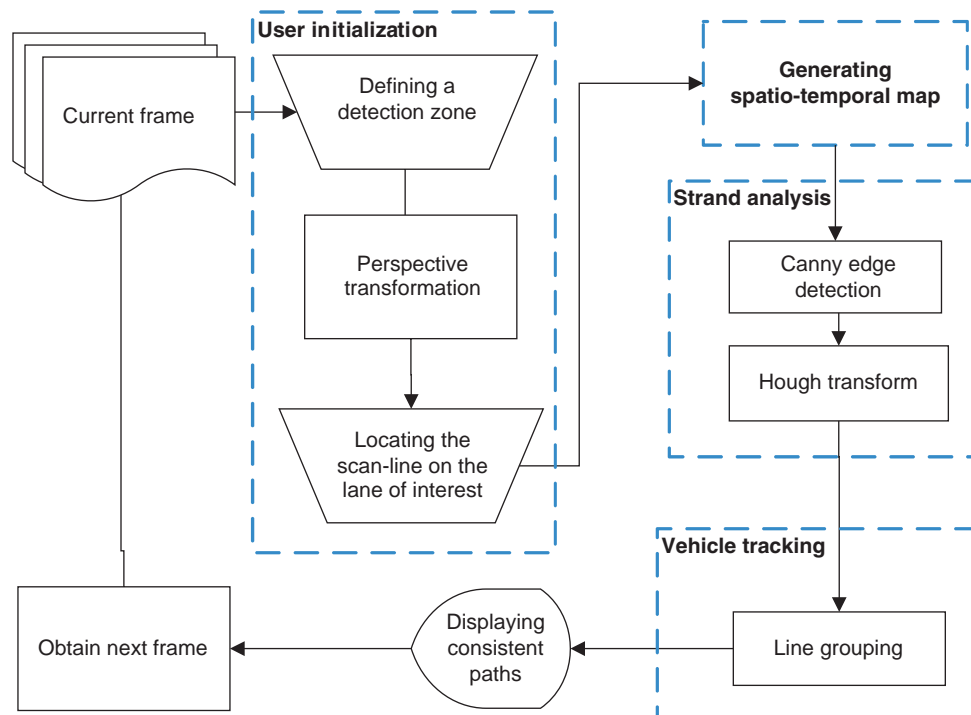 User initialization
Current frame
Defining a
detection zone
Perspective
transformation
Locating the
scan-line on the
lane of interest
Generating
spatio-temporal map
Strand analysis
Canny edge
detection
Hough transform
Vehicle tracking
Line grouping
Displaying
consistent
paths
Obtain next frame